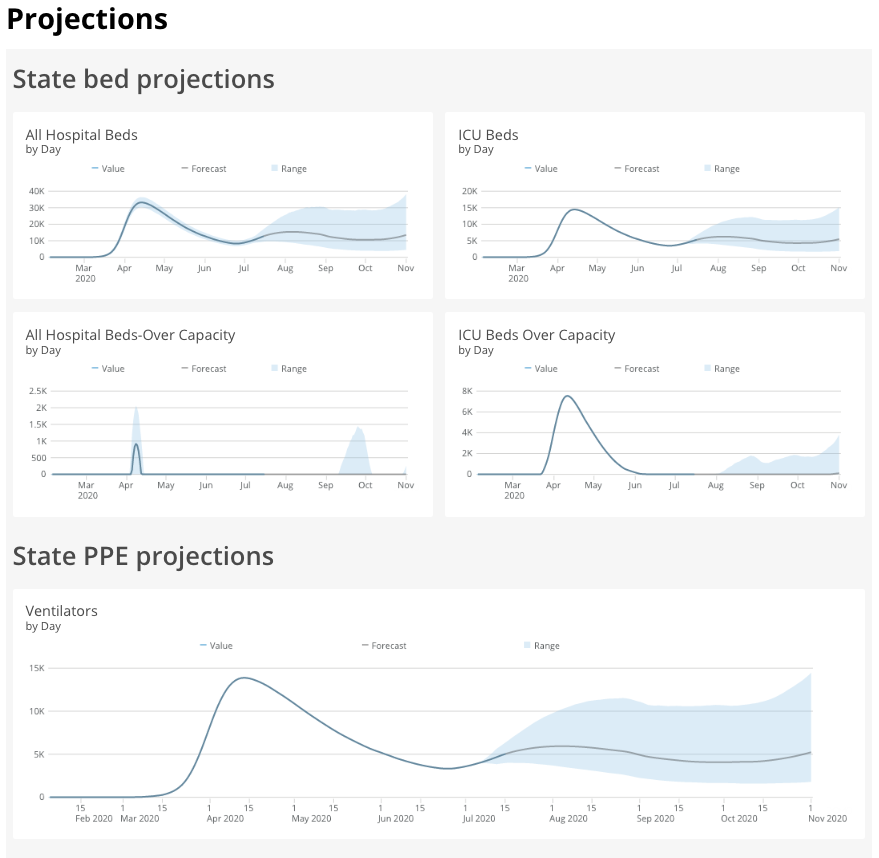 Projections
State bed projections
All Hospital Beds
by Day
Value Forecast Range
40K
30K
20K
10K
0
Mar Apr May Jun Jul Aug Sep Oct Nov
2020
ICU Beds
by Day
Value Forecast Range
20K
15K
10K
5K
0
Mar Apr May Jun Jul Aug Sep Oct Nov
2020
All Hospital Beds-Over Capacity
by Day
Value Forecast Range
2.5K
2K
1.5K
1K
500
0
Mar Apr May Jun Jul Aug Sep Oct Nov
2020
ICU Beds Over Capacity
by Day
Value Forecast Range
8K
6K
4K
2K
0
Mar Apr May Jun Jul Aug Sep Oct Nov
2020
State PPE projections
Ventilators
by Day
Value Forecast Range
15K
10K
5K
0
15 1 15 1 15 1 15 1 15 1 15 1 15 1 15 1 15 1
Feb 2020 Mar 2020 Apr 2020 May 2020 Jun 2020 Jul 2020 Aug 2020 Sep 2020 Oct 2020 Nov 2020